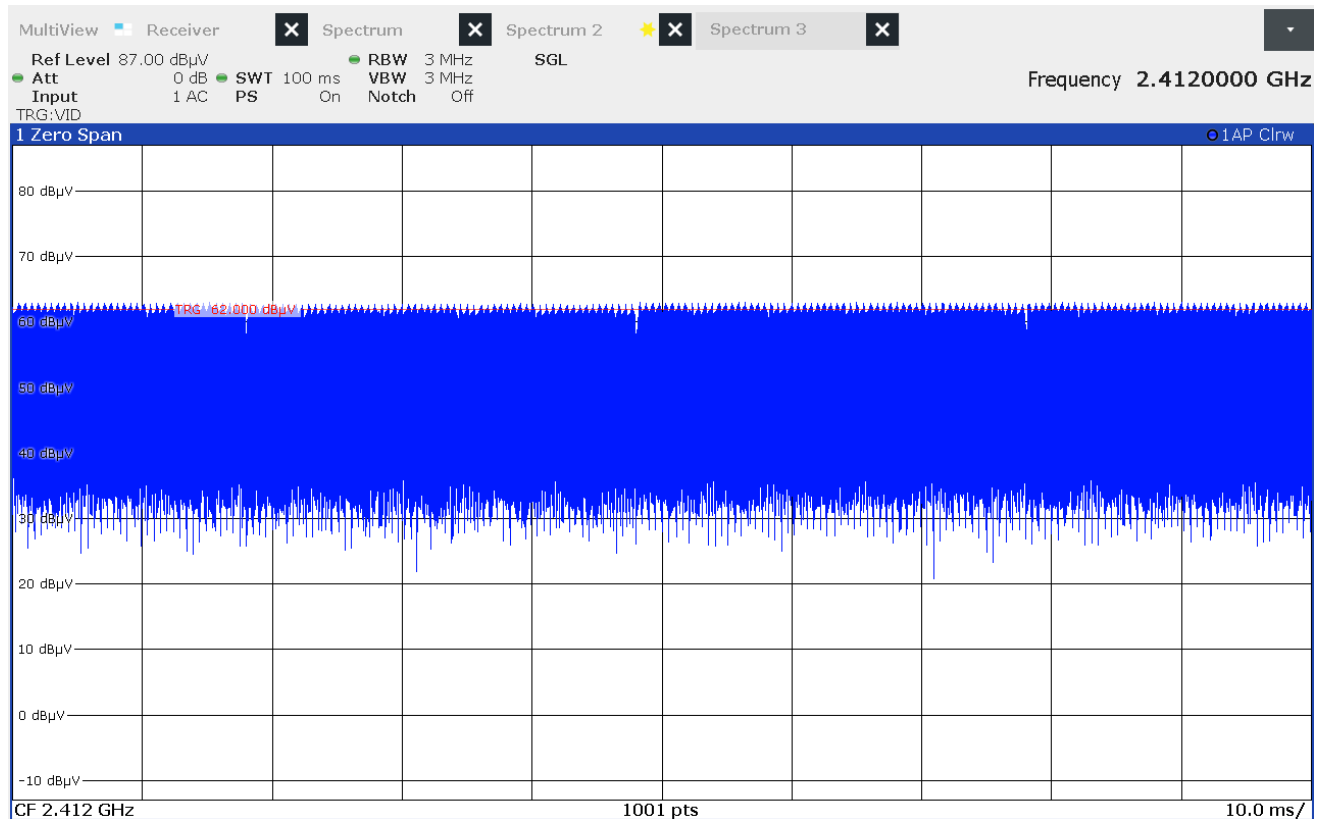 MultiView Receiver Spectrum Spectrum 2 Spectrum 3
Ref Level 87.00 dBµV RBW 3 MHz SGL
Att 0 dB SWT 100 ms VBW 3 MHz Frequency 2.4120000 GHz
Input 1 AC PS On Notch Off
TRG:VID
1 Zero Span 1AP Clrw
80 dBµV
70 dBµV
TRG 62.000 dBµV
60 dBµV
50 dBµV
40 dBµV
30 dBµV
20 dBµV
10 dBµV
0 dBµV
-10 dBµV
CF 2.412 GHz 1001 pts 10.0 ms/